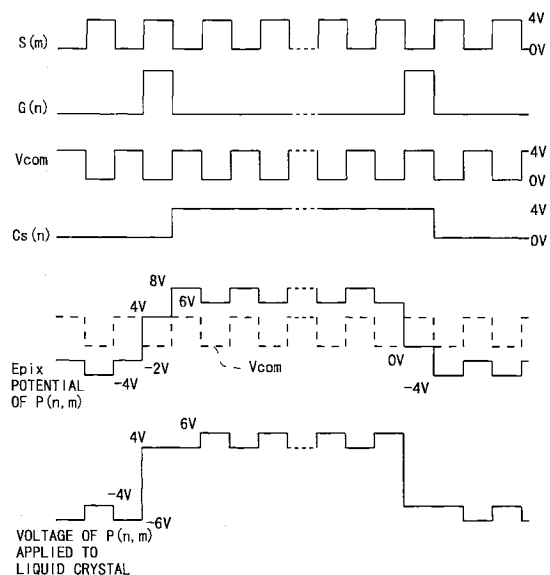 S(m)
4V
0V
G(n)
Vcom
4V
0V
Cs(n)
4V
0V
8V
4V
6V
Epix
POTENTIAL
OF P(n,m)
-4V
-2V
Vcom
0V
-4V
4V
6V
-4V
-6V
VOLTAGE OF P(n,m)
APPLIED TO
LIQUID CRYSTAL